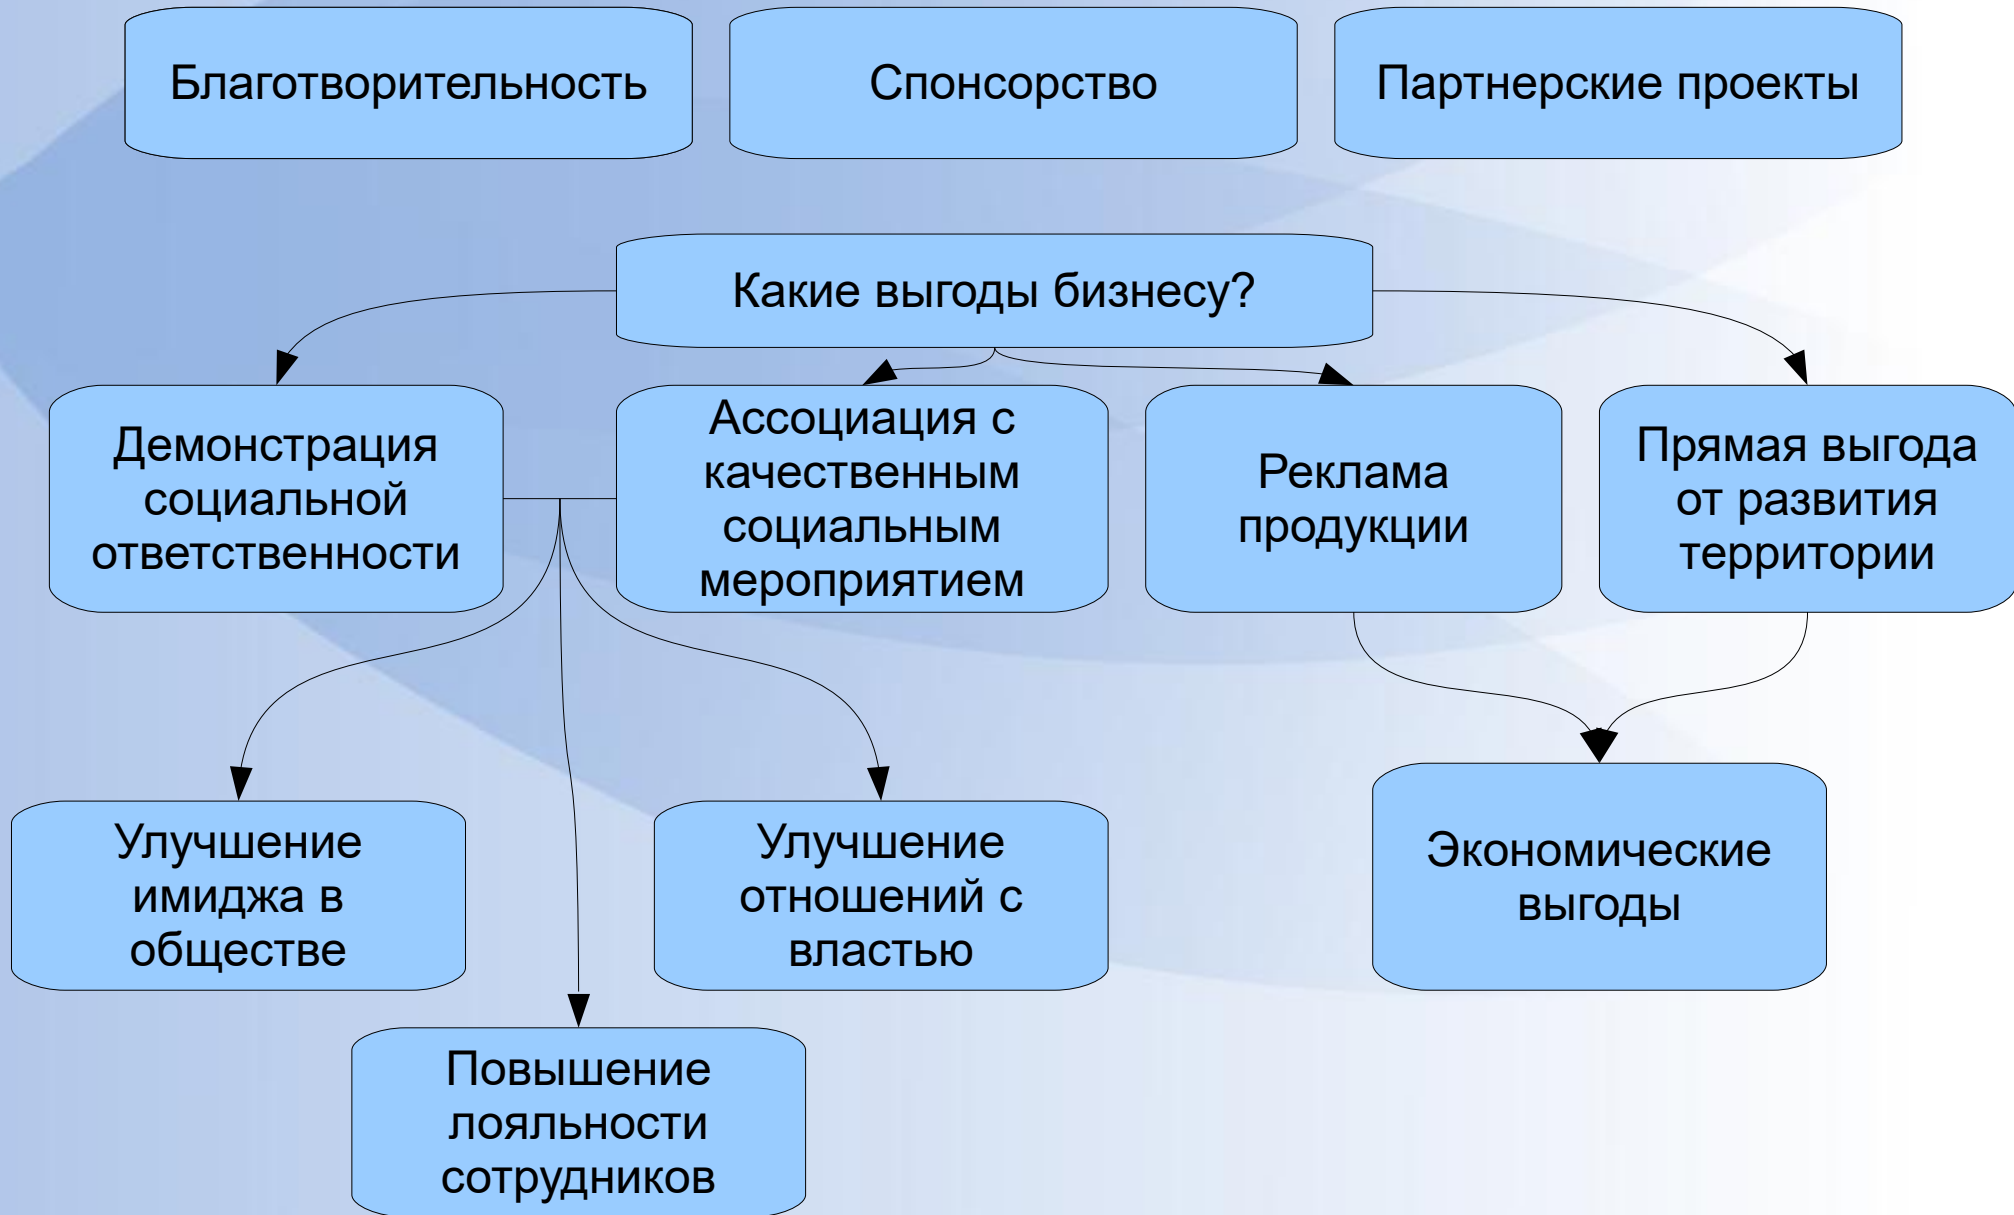 Благотворительность
Спонсорство
Партнерские проекты
Какие выгоды бизнесу?
Демонстрация
социальной
ответственности
Ассоциация с
качественным
социальным
мероприятием
Реклама
продукции
Прямая выгода
от развития
территории
Улучшение
имиджа в
обществе
Улучшение
отношений с
властью
Экономические
выгоды
Повышение
лояльности
сотрудников